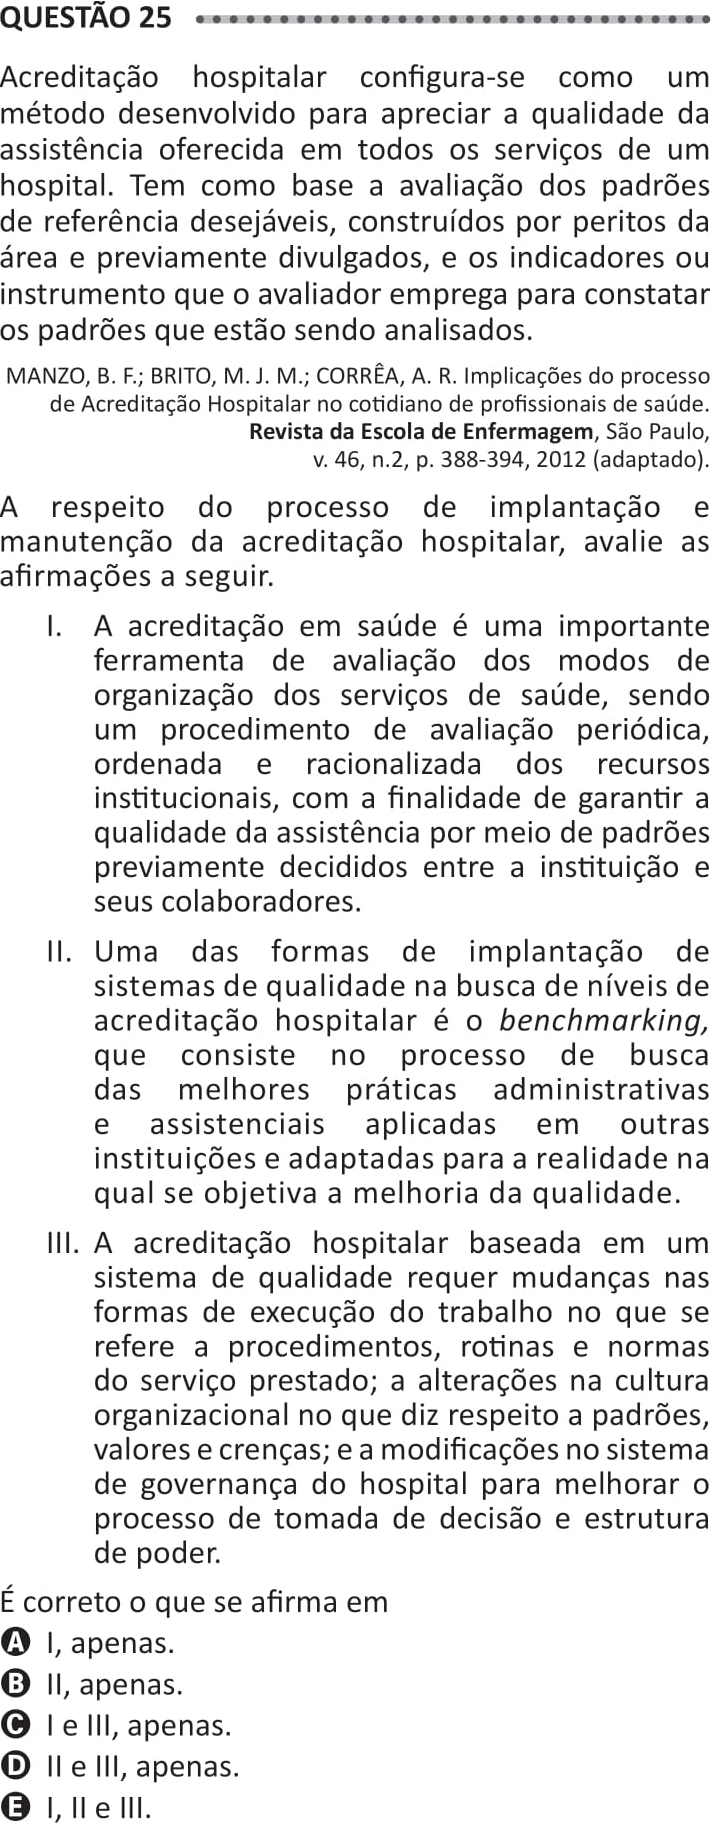 QUESTÃO 25
Acreditação hospitalar configura-se como um
método desenvolvido para apreciar a qualidade da
assistência oferecida em todos os serviços de um
hospital. Tem como base a avaliação dos padrões
de referência desejáveis, construídos por peritos da
área e previamente divulgados, e os indicadores ou
instrumento que o avaliador emprega para constatar
os padrões que estão sendo analisados.
MANZO, B. F.; BRITO, M. J. M.; CORRÊA, A. R. Implicações do processo
de Acreditação Hospitalar no cotidiano de profissionais de saúde.
Revista da Escola de Enfermagem, São Paulo,
v. 46, n.2, p. 388-394, 2012 (adaptado).
A respeito do processo de implantação e
manutenção da acreditação hospitalar, avalie as
afirmações a seguir.
I. A acreditação em saúde é uma importante
ferramenta de avaliação dos modos de
organização dos serviços de saúde, sendo
um procedimento de avaliação periódica,
ordenada e racionalizada dos recursos
institucionais, com a finalidade de garantir a
qualidade da assistência por meio de padrões
previamente decididos entre a instituição e
seus colaboradores.
II. Uma das formas de implantação de
sistemas de qualidade na busca de níveis de
acreditação hospitalar é o benchmarking,
que consiste no processo de busca
das melhores práticas administrativas
e assistenciais aplicadas em outras
instituições e adaptadas para a realidade na
qual se objetiva a melhoria da qualidade.
III. A acreditação hospitalar baseada em um
sistema de qualidade requer mudanças nas
formas de execução do trabalho no que se
refere a procedimentos, rotinas e normas
do serviço prestado; a alterações na cultura
organizacional no que diz respeito a padrões,
valores e crenças; e a modificações no sistema
de governança do hospital para melhorar o
processo de tomada de decisão e estrutura
de poder.
É correto o que se afirma em
A I, apenas.
B II, apenas.
C I e III, apenas.
D II e III, apenas.
E I, II e III.